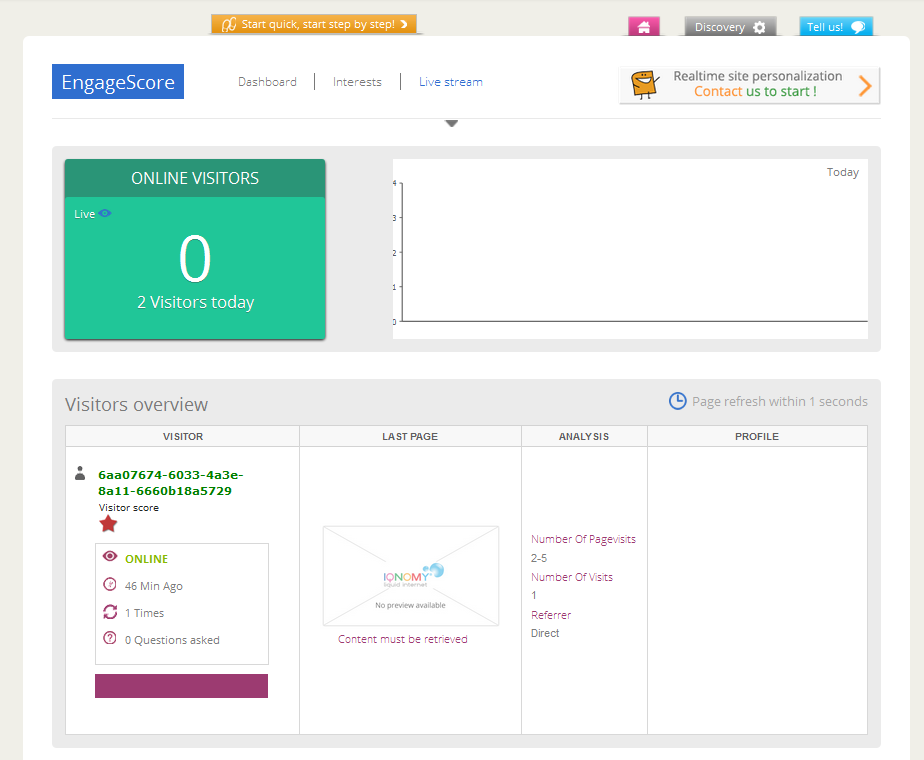 Start quick, start step by step!
Discovery
Tell us!
EngageScore
Dashboard
Interests
Live stream
Realtime site personalization
Contact us to start !
ONLINE VISITORS
Live
0
2 Visitors today
Today
4
3
2
1
0
Visitors overview
Page refresh within 1 seconds
VISITOR
LAST PAGE
ANALYSIS
PROFILE
6aa07674-6033-4a3e-
8a11-6660b18a5729
Visitor score
ONLINE
46 Min Ago
1 Times
0 Questions asked
IQNOMY
liquid internet
No preview available
Content must be retrieved
Number Of Pagevisits
2-5
Number Of Visits
1
Referrer
Direct